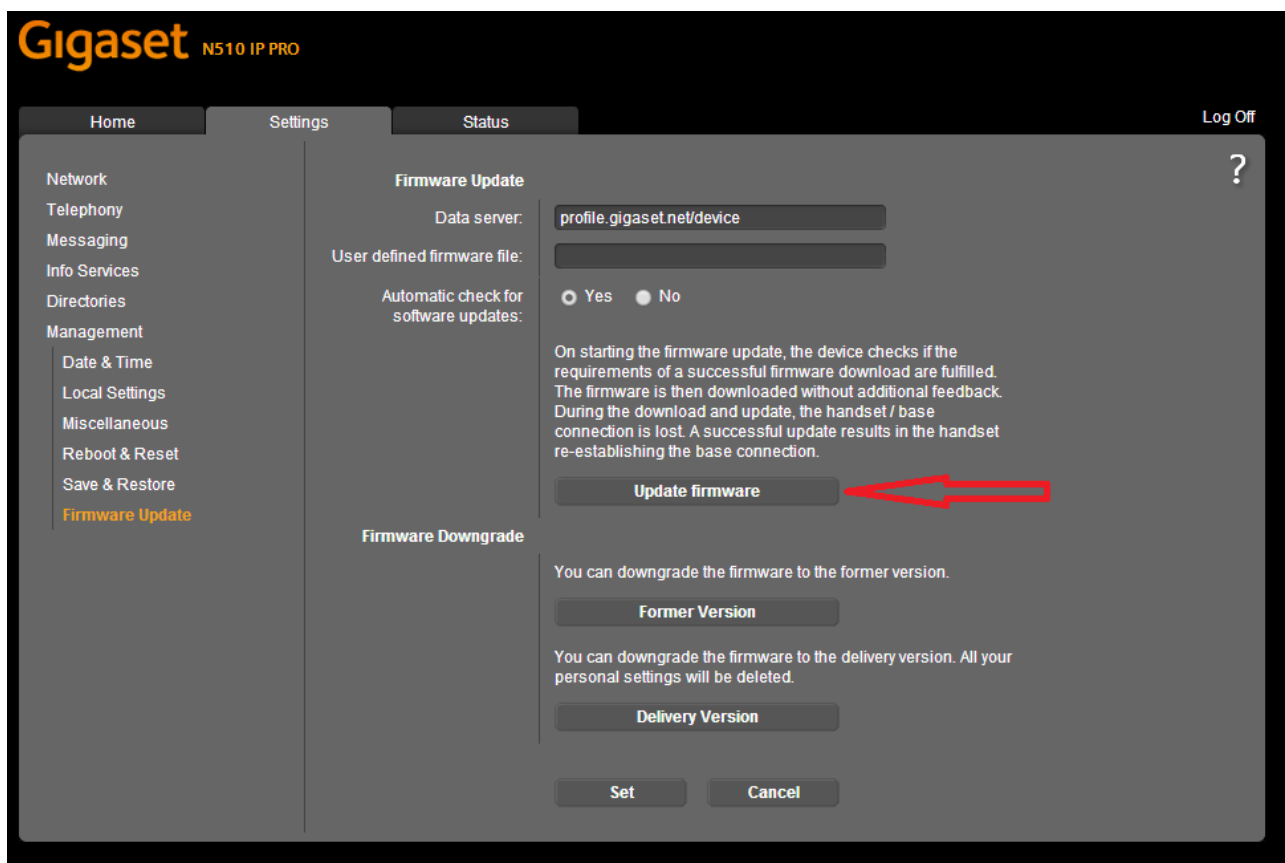 Gigaset N510 IP PRO
Home Settings Status Log Off
?
Network
Telephony
Messaging
Info Services
Directories
Management
Date & Time
Local Settings
Miscellaneous
Reboot & Reset
Save & Restore
Firmware Update
Firmware Update
Data server: profile.gigaset.net/device
User defined firmware file:
Automatic check for
software updates:
Yes No
On starting the firmware update, the device checks if the
requirements of a successful firmware download are fulfilled.
The firmware is then downloaded without additional feedback.
During the download and update, the handset / base
connection is lost. A successful update results in the handset
re-establishing the base connection.
Update firmware
Firmware Downgrade
You can downgrade the firmware to the former version.
Former Version
You can downgrade the firmware to the delivery version. All your
personal settings will be deleted.
Delivery Version
Set Cancel